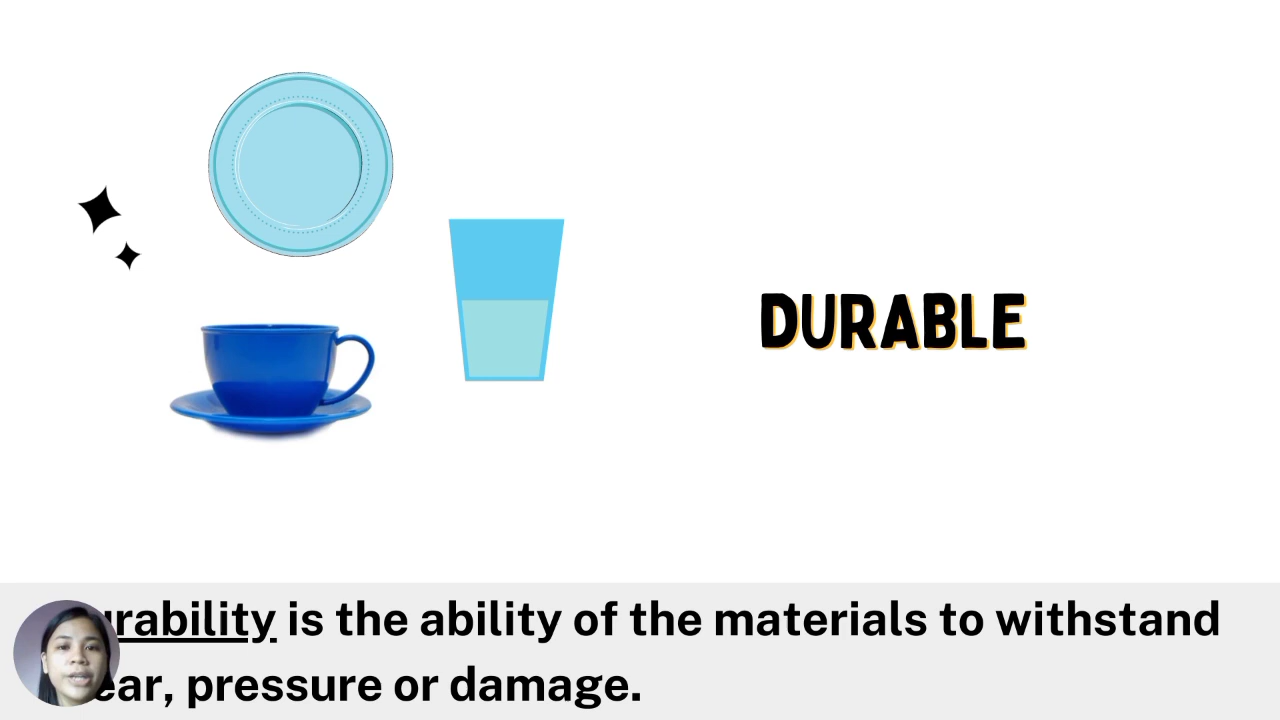 DURABLE
urability is the ability of the materials to withstand
ear, pressure or damage.